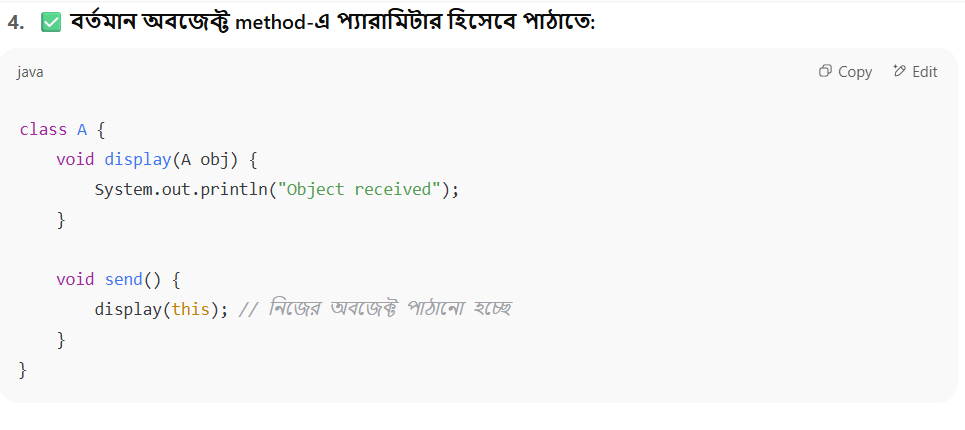 4. ✅ বর্তমান অবজেক্ট method-এ প্যারামিটার হিসেবে পাঠাতে:
java Copy Edit
class A {
    void display(A obj) {
        System.out.println("Object received");
    }
    void send() {
        display(this); // নিজের অবজেক্ট পাঠানো হচ্ছে
    }
}